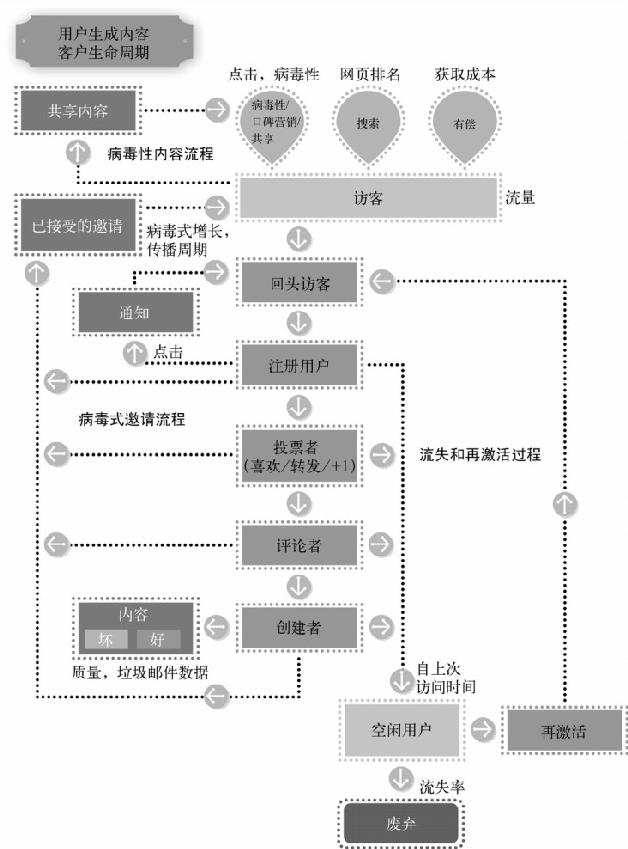 用户生成内容
客户生命周期
点击，病毒性
网页排名
获取成本
共享内容
病毒性/
口碑营销/
共享
搜索
有偿
病毒性内容流程
访客
流量
已接受的邀请
病毒式增长，
传播周期
回头访客
通知
点击
注册用户
病毒式邀请流程
投票者
(喜欢/转发/+1)
流失和再激活过程
评论者
内容
坏
好
创建者
质量，垃圾邮件数据
自上次
访问时间
空闲用户
再激活
流失率
废弃